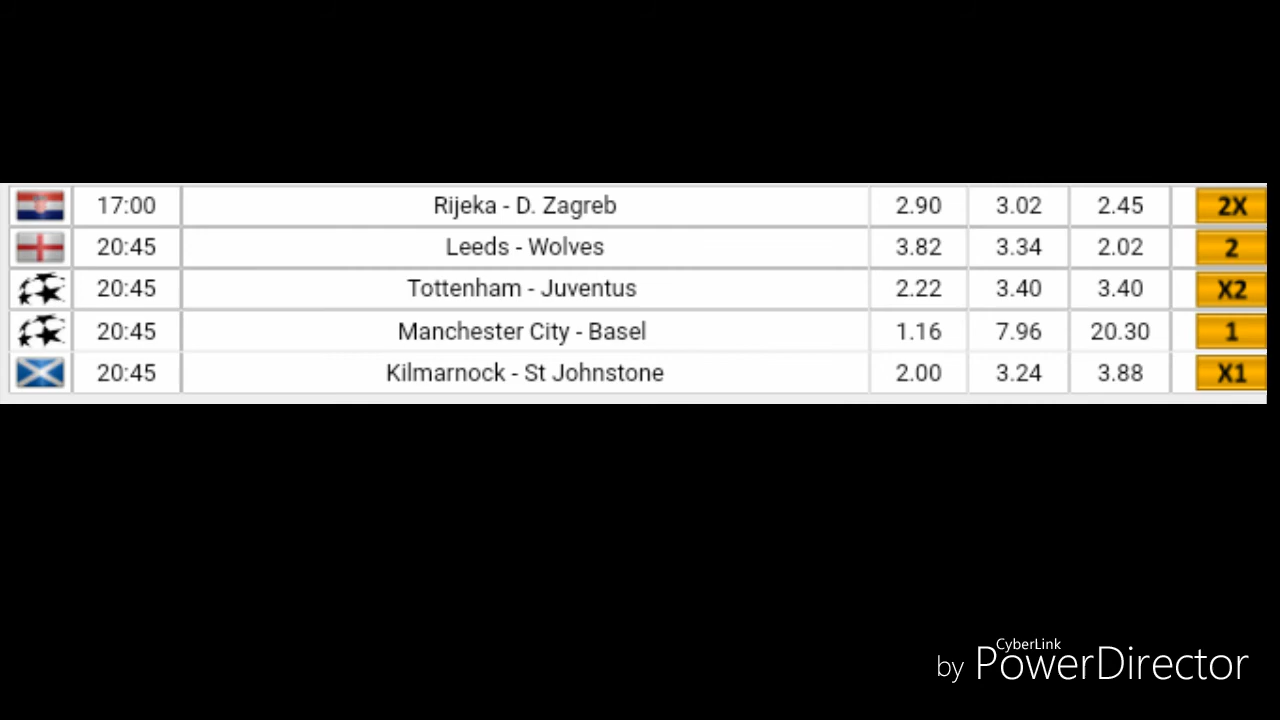 17:00 Rijeka - D. Zagreb 2.90 3.02 2.45 2X
20:45 Leeds - Wolves 3.82 3.34 2.02 2
20:45 Tottenham - Juventus 2.22 3.40 3.40 X2
20:45 Manchester City - Basel 1.16 7.96 20.30 1
20:45 Kilmarnock - St Johnstone 2.00 3.24 3.88 X1
CyberLink
by PowerDirector